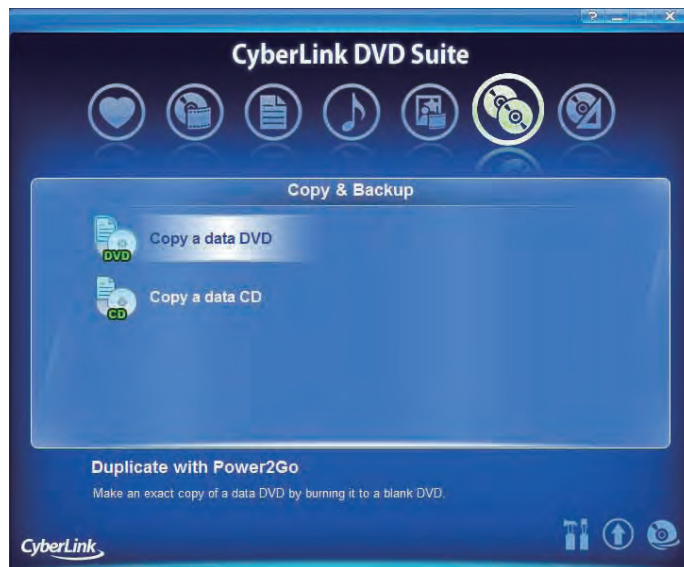 CyberLink DVD Suite
Copy & Backup
Copy a data DVD
DVD
Copy a data CD
CD
Duplicate with Power2Go
Make an exact copy of a data DVD by burning it to a blank DVD.
CyberLink